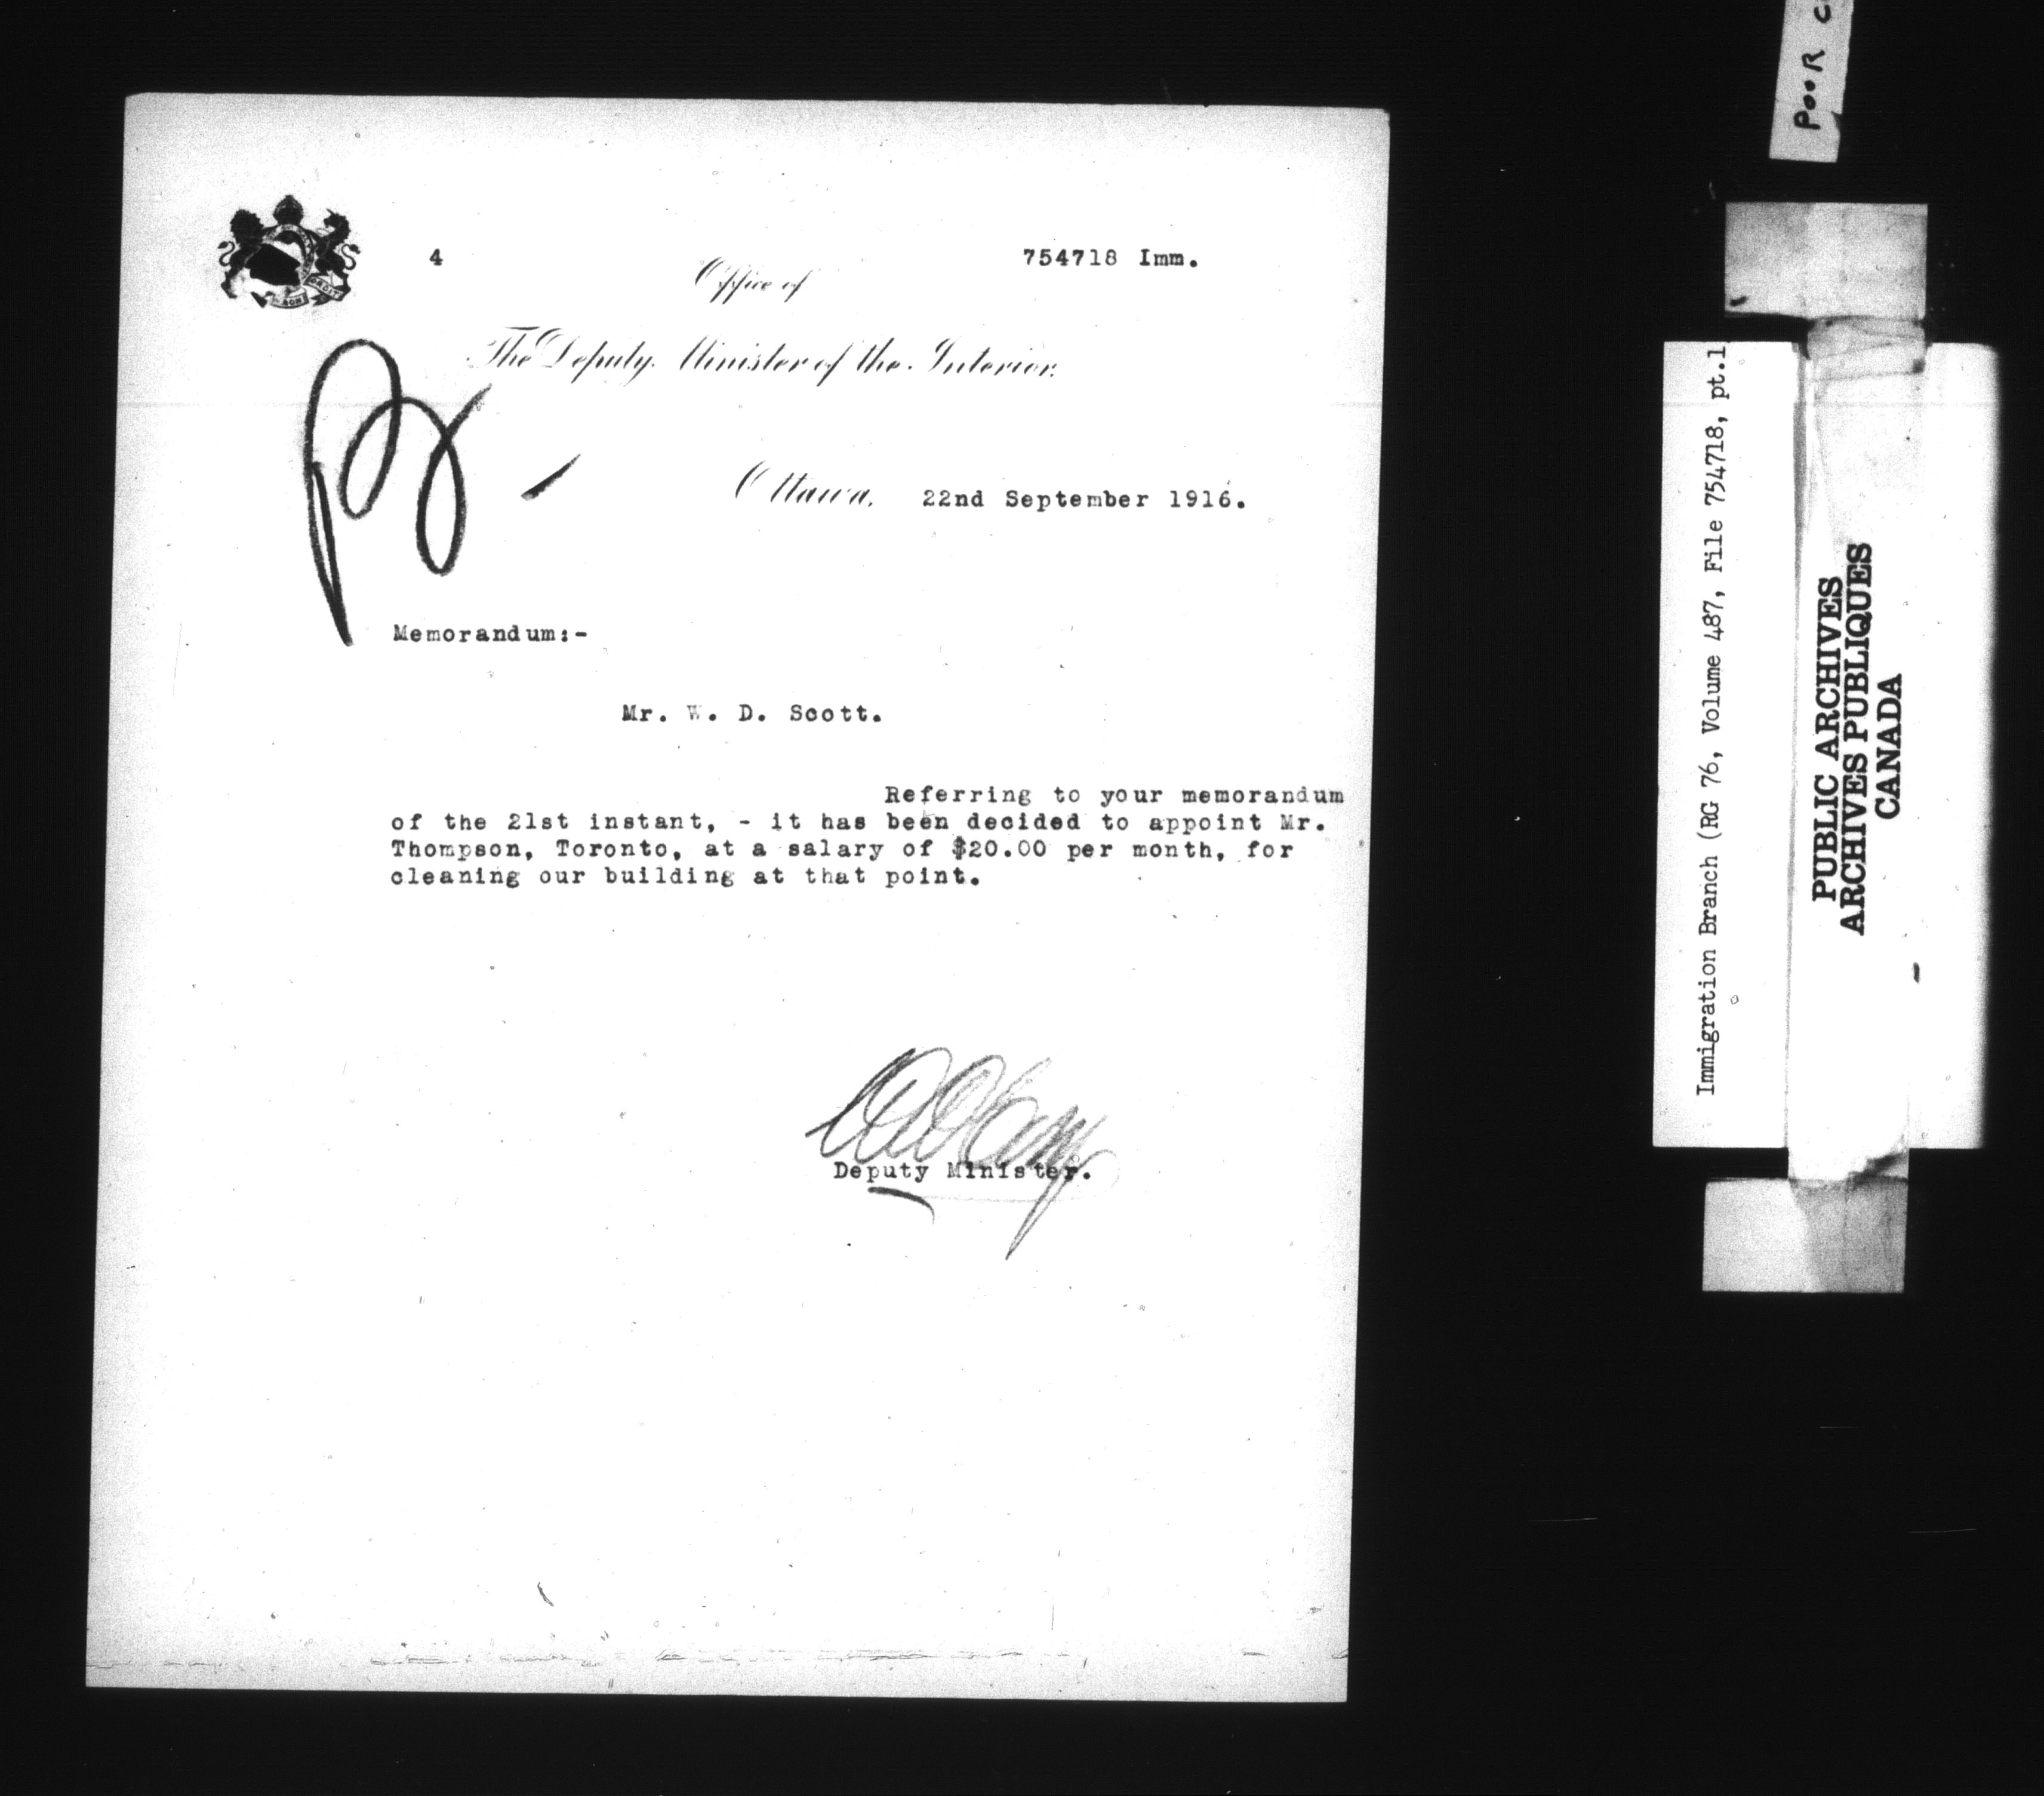 4 754718 Imm.
Office of
The Deputy Minister of the Interior.
Ottawa, 22nd September 1916.
Memorandum:-
Mr. W. D. Scott.
Referring to your memorandum
of the 21st instant, - it has been decided to appoint Mr.
Thompson, Toronto, at a salary of $20.00 per month, for
cleaning our building at that point.
Deputy Minister.
POOR
Immigration Branch (RG 76, Volume 487, File 754718, pt.1
PUBLIC ARCHIVES
ARCHIVES PUBLIQUES
CANADA